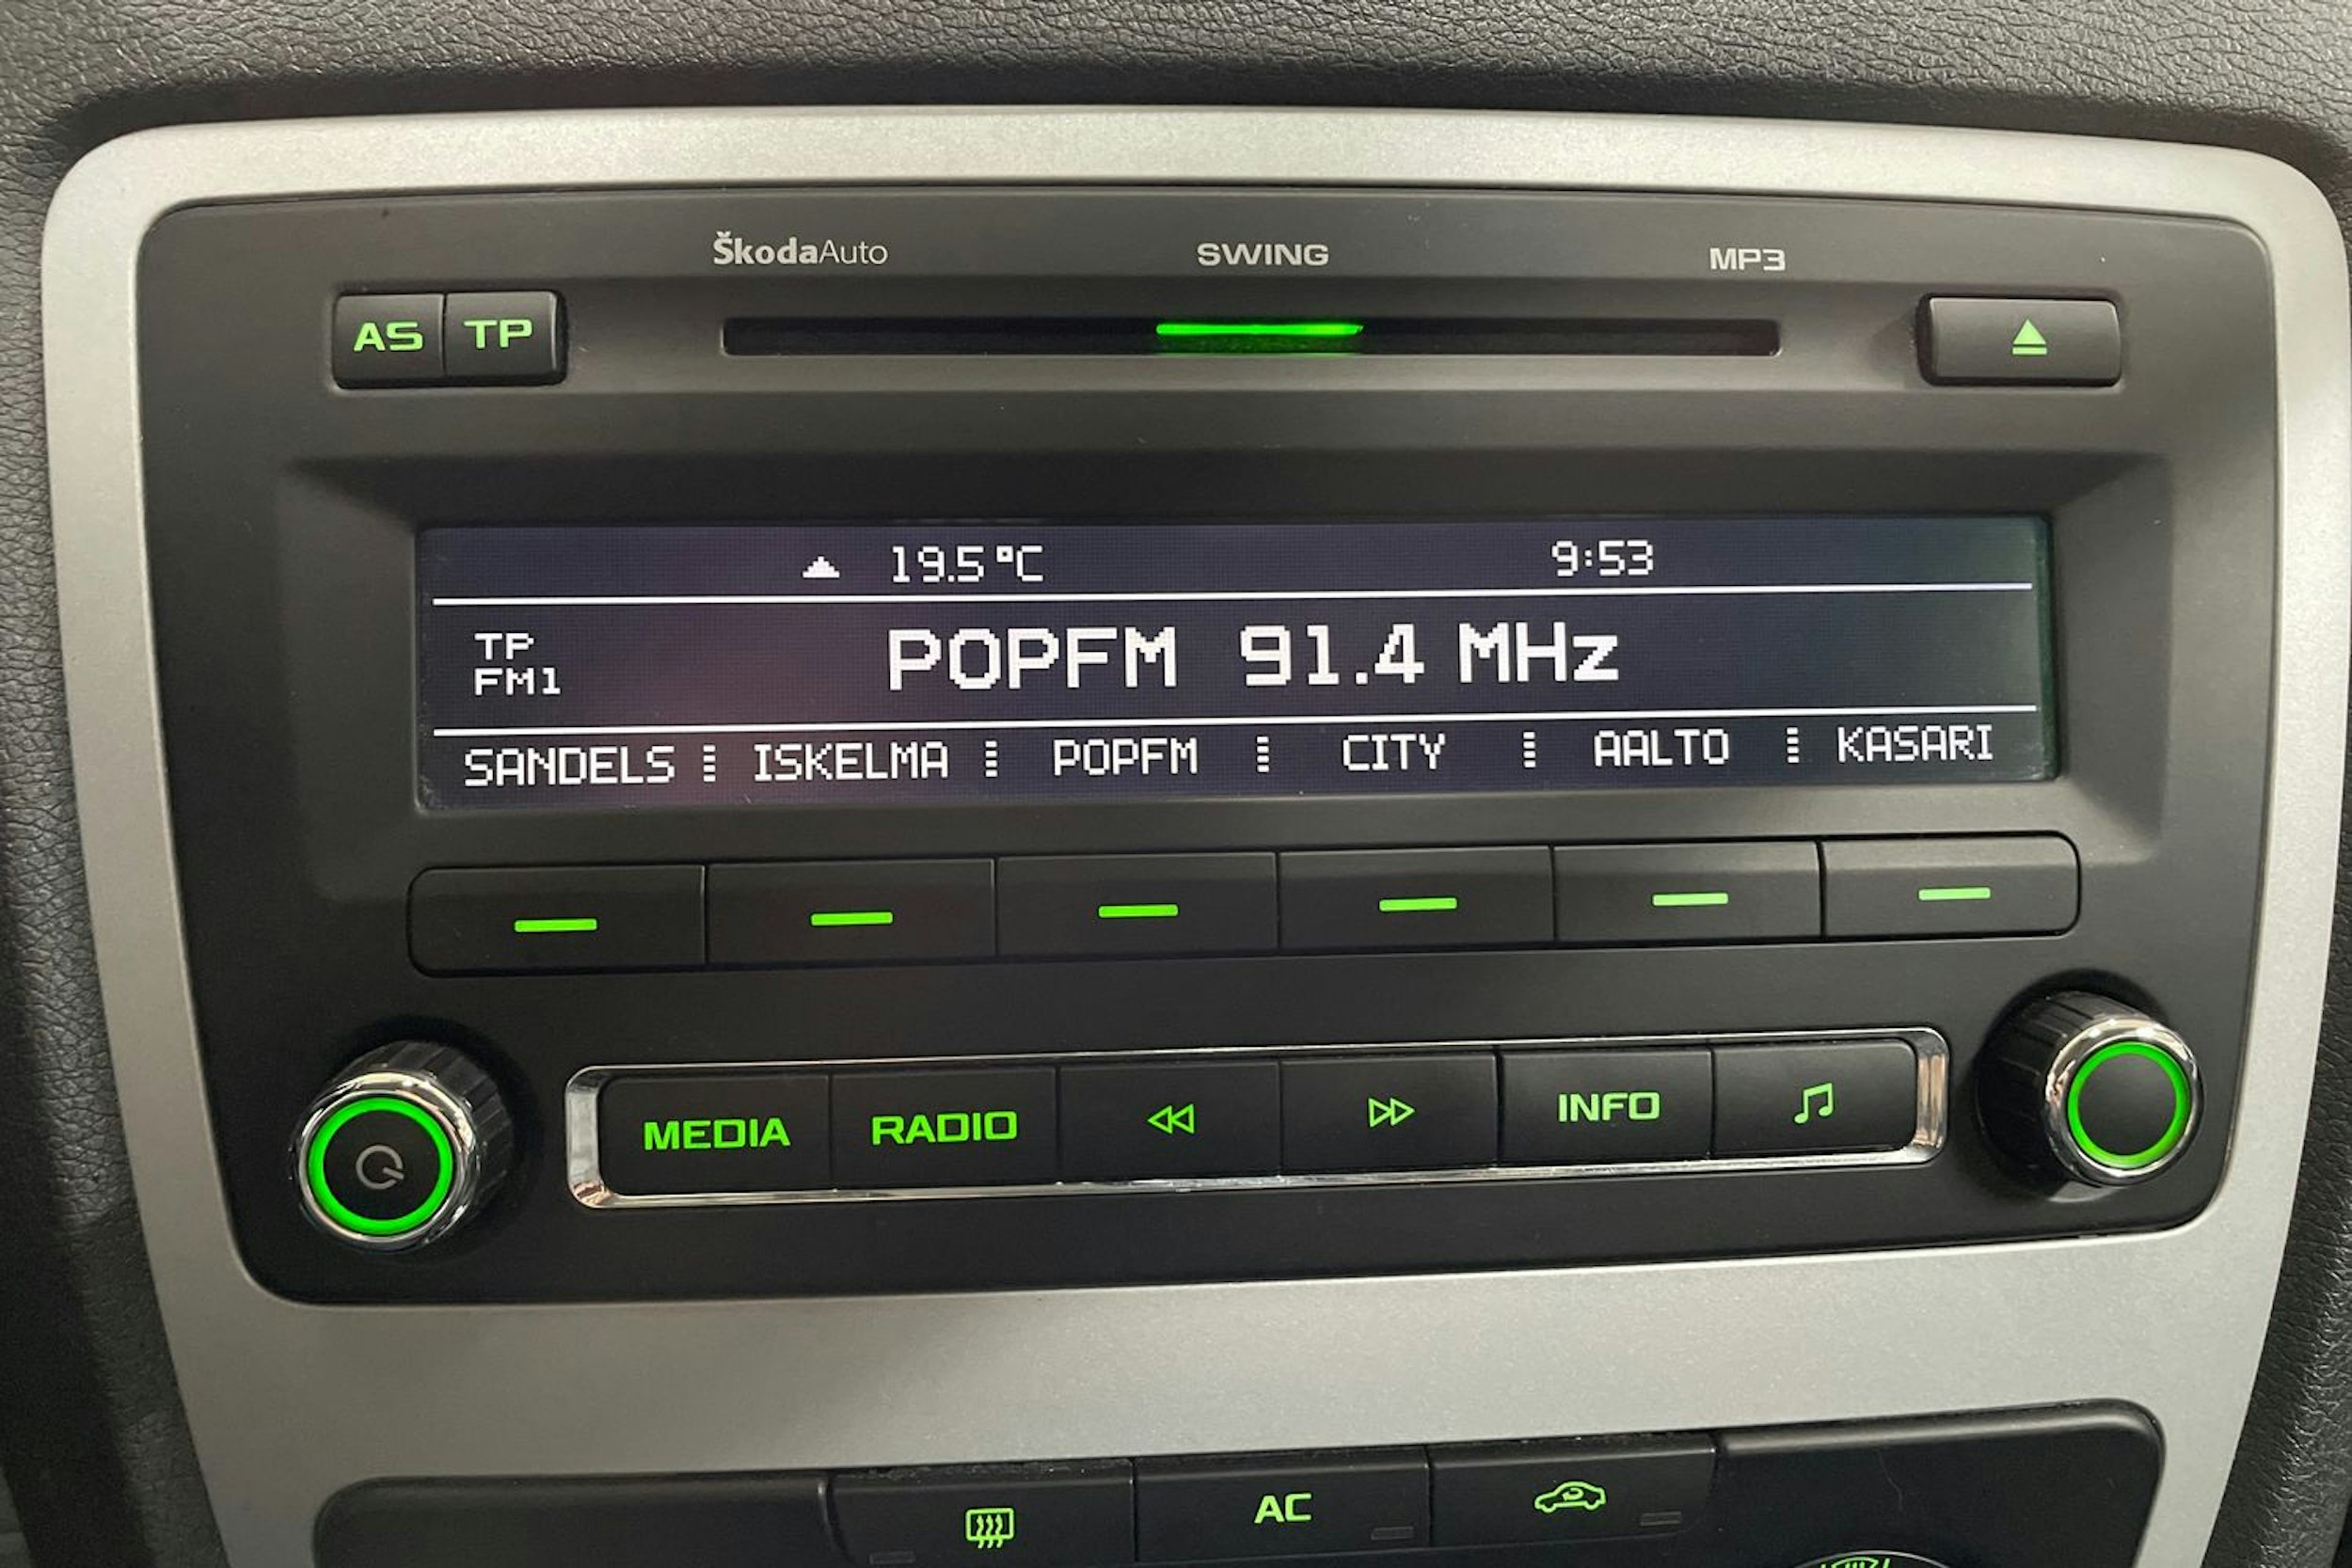 ŠkodaAuto SWING MP3
AS TP
19.5°C 9:53
TP
FM1
POPFM 91.4 MHz
SANDELS ISKELMA POPFM CITY AALTO KASARI
MEDIA RADIO INFO
AC